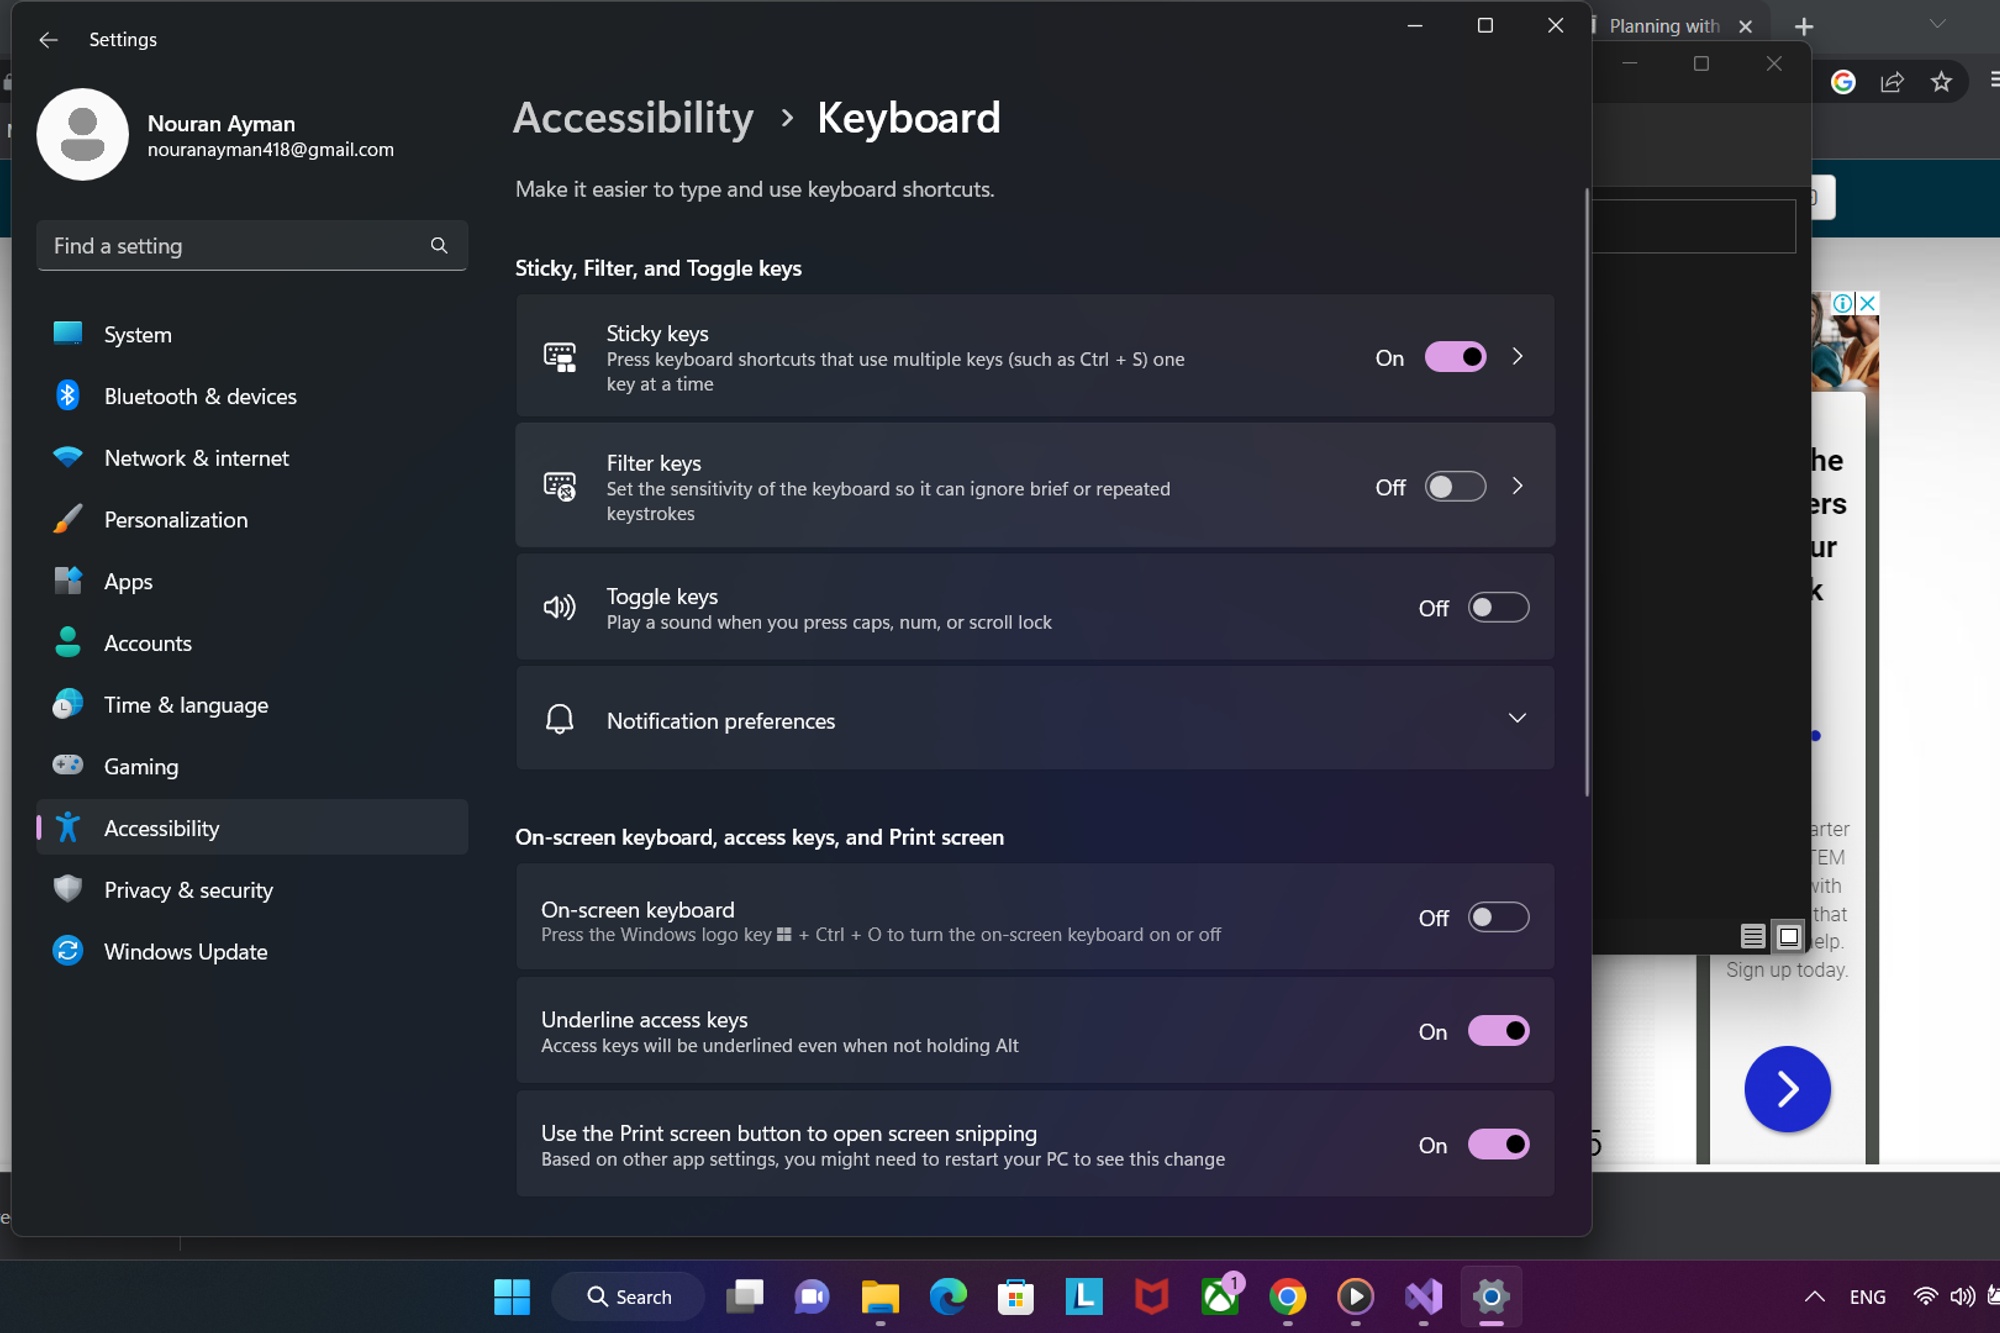 Settings
Planning with
Nouran Ayman
nouranayman418@gmail.com
Find a setting
System
Bluetooth & devices
Network & internet
Personalization
Apps
Accounts
Time & language
Gaming
Accessibility
Privacy & security
Windows Update
Accessibility > Keyboard
Make it easier to type and use keyboard shortcuts.
Sticky, Filter, and Toggle keys
Sticky keys
Press keyboard shortcuts that use multiple keys (such as Ctrl + S) one
key at a time
On
Filter keys
Set the sensitivity of the keyboard so it can ignore brief or repeated
keystrokes
Off
Toggle keys
Play a sound when you press caps, num, or scroll lock
Off
Notification preferences
On-screen keyboard, access keys, and Print screen
On-screen keyboard
Press the Windows logo key + Ctrl + O to turn the on-screen keyboard on or off
Off
Underline access keys
Access keys will be underlined even when not holding Alt
On
Use the Print screen button to open screen snipping
Based on other app settings, you might need to restart your PC to see this change
On
that
Sign up today.
Search
1
ENG